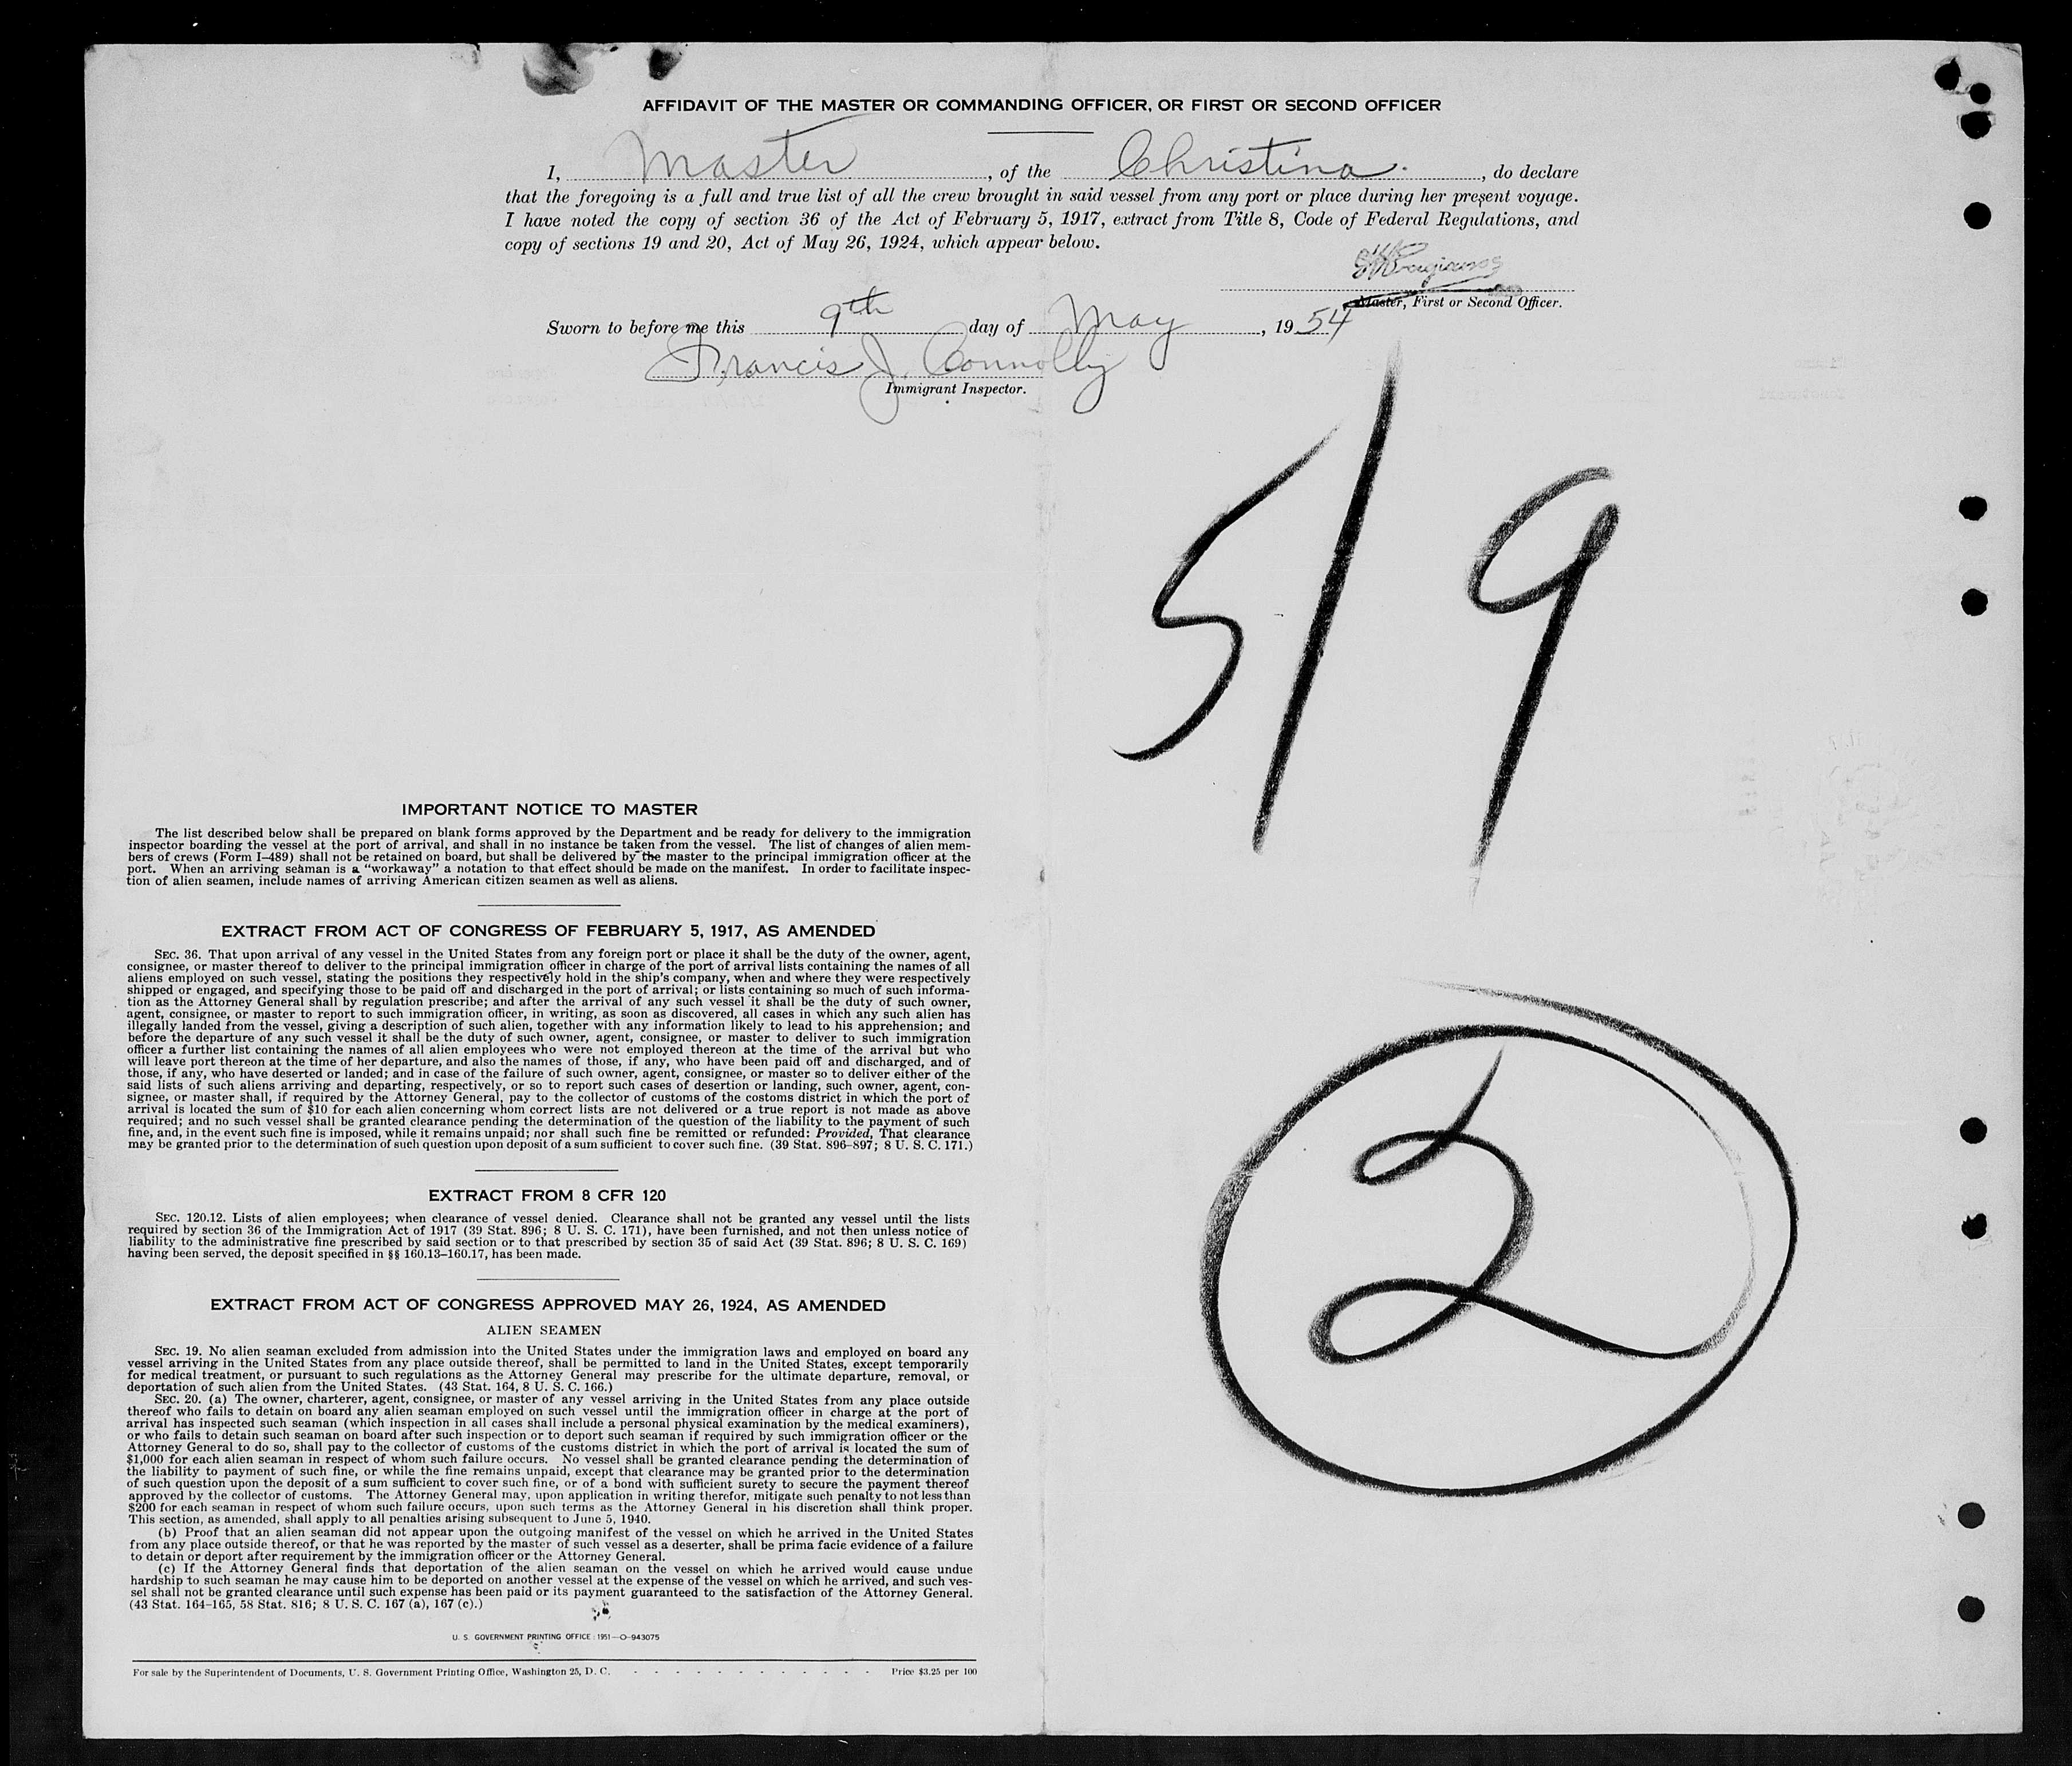 AFFIDAVIT OF THE MASTER OR COMMANDING OFFICER, OR FIRST OR SECOND OFFICER
I, Master, of the Christina., do declare
that the foregoing is a full and true list of all the crew brought in said vessel from any port or place during her present voyage.
I have noted the copy of section 36 of the Act of February 5, 1917, extract from Title 8, Code of Federal Regulations, and
copy of sections 19 and 20, Act of May 26, 1924, which appear below.
Master, First or Second Officer.
Sworn to before me this 9th day of May, 1954
Francis J. Connolly
Immigrant Inspector.
5/9
IMPORTANT NOTICE TO MASTER
The list described below shall be prepared on blank forms approved by the Department and be ready for delivery to the immigration
inspector boarding the vessel at the port of arrival, and shall in no instance be taken from the vessel. The list of changes of alien mem-
bers of crews (Form I–489) shall not be retained on board, but shall be delivered by the master to the principal immigration officer at the
port. When an arriving seaman is a “workaway” a notation to that effect should be made on the manifest. In order to facilitate inspec-
tion of alien seamen, include names of arriving American citizen seamen as well as aliens.
EXTRACT FROM ACT OF CONGRESS OF FEBRUARY 5, 1917, AS AMENDED
SEC. 36. That upon arrival of any vessel in the United States from any foreign port or place it shall be the duty of the owner, agent,
consignee, or master thereof to deliver to the principal immigration officer in charge of the port of arrival lists containing the names of all
aliens employed on such vessel, stating the positions they respectively hold in the ship's company, when and where they were respectively
shipped or engaged, and specifying those to be paid off and discharged in the port of arrival; or lists containing so much of such informa-
tion as the Attorney General shall by regulation prescribe; and after the arrival of any such vessel it shall be the duty of such owner,
agent, consignee, or master to report to such immigration officer, in writing, as soon as discovered, all cases in which any such alien has
illegally landed from the vessel, giving a description of such alien, together with any information likely to lead to his apprehension; and
before the departure of any such vessel it shall be the duty of such owner, agent, consignee, or master to deliver to such immigration
officer a further list containing the names of all alien employees who were not employed thereon at the time of the arrival but who
will leave port thereon at the time of her departure, and also the names of those, if any, who have been paid off and discharged, and of
those, if any, who have deserted or landed; and in case of the failure of such owner, agent, consignee, or master so to deliver either of the
said lists of such aliens arriving and departing, respectively, or so to report such cases of desertion or landing, such owner, agent, con-
signee, or master shall, if required by the Attorney General, pay to the collector of customs of the costoms district in which the port of
arrival is located the sum of $10 for each alien concerning whom correct lists are not delivered or a true report is not made as above
required; and no such vessel shall be granted clearance pending the determination of the question of the liability to the payment of such
fine, and, in the event such fine is imposed, while it remains unpaid; nor shall such fine be remitted or refunded: Provided, That clearance
may be granted prior to the determination of such question upon deposit of a sum sufficient to cover such fine. (39 Stat. 896–897; 8 U. S. C. 171.)
EXTRACT FROM 8 CFR 120
SEC. 120.12. Lists of alien employees; when clearance of vessel denied. Clearance shall not be granted any vessel until the lists
required by section 36 of the Immigration Act of 1917 (39 Stat. 896; 8 U. S. C. 171), have been furnished, and not then unless notice of
liability to the administrative fine prescribed by said section or to that prescribed by section 35 of said Act (39 Stat. 896; 8 U. S. C. 169)
having been served, the deposit specified in §§ 160.13–160.17, has been made.
EXTRACT FROM ACT OF CONGRESS APPROVED MAY 26, 1924, AS AMENDED
ALIEN SEAMEN
SEC. 19. No alien seaman excluded from admission into the United States under the immigration laws and employed on board any
vessel arriving in the United States from any place outside thereof, shall be permitted to land in the United States, except temporarily
for medical treatment, or pursuant to such regulations as the Attorney General may prescribe for the ultimate departure, removal, or
deportation of such alien from the United States. (43 Stat. 164, 8 U. S. C. 166.)
SEC. 20. (a) The owner, charterer, agent, consignee, or master of any vessel arriving in the United States from any place outside
thereof who fails to detain on board any alien seaman employed on such vessel until the immigration officer in charge at the port of
arrival has inspected such seaman (which inspection in all cases shall include a personal physical examination by the medical examiners),
or who fails to detain such seaman on board after such inspection or to deport such seaman if required by such immigration officer or the
Attorney General to do so, shall pay to the collector of customs of the customs district in which the port of arrival is located the sum of
$1,000 for each alien seaman in respect of whom such failure occurs. No vessel shall be granted clearance pending the determination of
the liability to payment of such fine, or while the fine remains unpaid, except that clearance may be granted prior to the determination
of such question upon the deposit of a sum sufficient to cover such fine, or of a bond with sufficient surety to secure the payment thereof
approved by the collector of customs. The Attorney General may, upon application in writing therefor, mitigate such penalty to not less than
$200 for each seaman in respect of whom such failure occurs, upon such terms as the Attorney General in his discretion shall think proper.
This section, as amended, shall apply to all penalties arising subsequent to June 5, 1940.
(b) Proof that an alien seaman did not appear upon the outgoing manifest of the vessel on which he arrived in the United States
from any place outside thereof, or that he was reported by the master of such vessel as a deserter, shall be prima facie evidence of a failure
to detain or deport after requirement by the immigration officer or the Attorney General.
(c) If the Attorney General finds that deportation of the alien seaman on the vessel on which he arrived would cause undue
hardship to such seaman he may cause him to be deported on another vessel at the expense of the vessel on which he arrived, and such ves-
sel shall not be granted clearance until such expense has been paid or its payment guaranteed to the satisfaction of the Attorney General.
(43 Stat. 164–165, 58 Stat. 816; 8 U. S. C. 167 (a), 167 (c).)
U. S. GOVERNMENT PRINTING OFFICE : 1951—O—943075
For sale by the Superintendent of Documents, U. S. Government Printing Office, Washington 25, D. C. - - - - - - - - - - - - Price $3.25 per 100
2